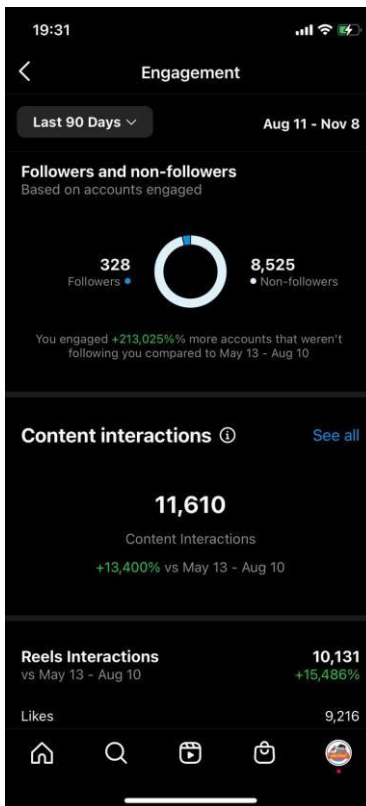 19:31
Engagement
Last 90 Days
Aug 11 - Nov 8
Followers and non-followers
Based on accounts engaged
328
Followers
8,525
Non-followers
You engaged +213,025%% more accounts that weren't
following you compared to May 13 - Aug 10
Content interactions
See all
11,610
Content Interactions
+13,400% vs May 13 - Aug 10
Reels Interactions
10,131
vs May 13 - Aug 10
+15,486%
Likes
9,216